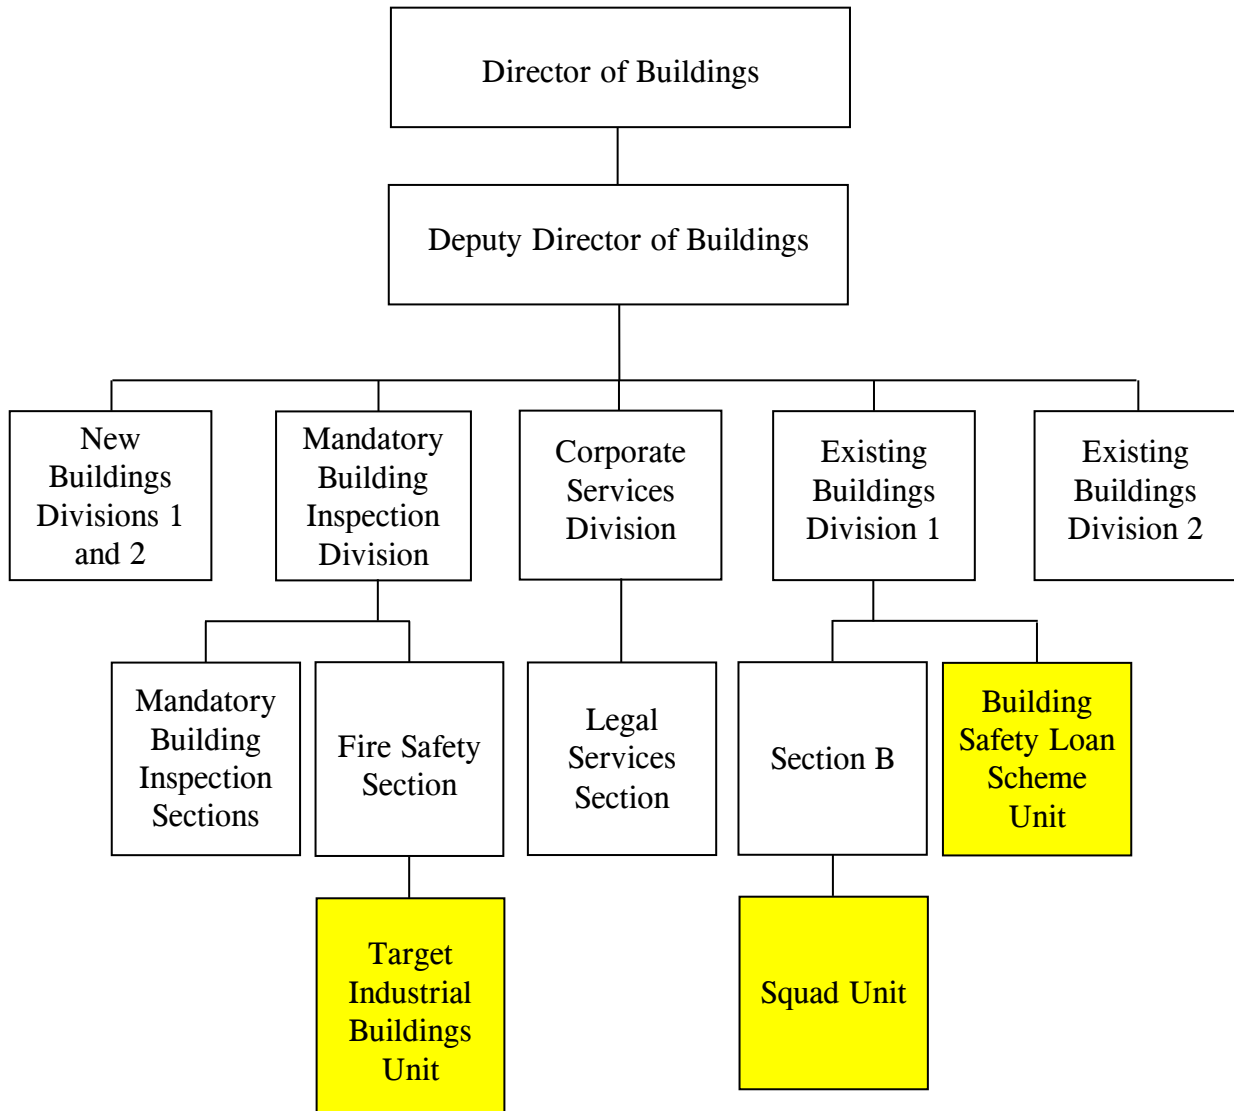 Director of Buildings
Deputy Director of Buildings
New
Buildings
Divisions 1
and 2
Mandatory
Building
Inspection
Division
Corporate
Services
Division
Existing
Buildings
Division 1
Existing
Buildings
Division 2
Mandatory
Building
Inspection
Sections
Fire Safety
Section
Legal
Services
Section
Section B
Building
Safety Loan
Scheme
Unit
Target
Industrial
Buildings
Unit
Squad Unit